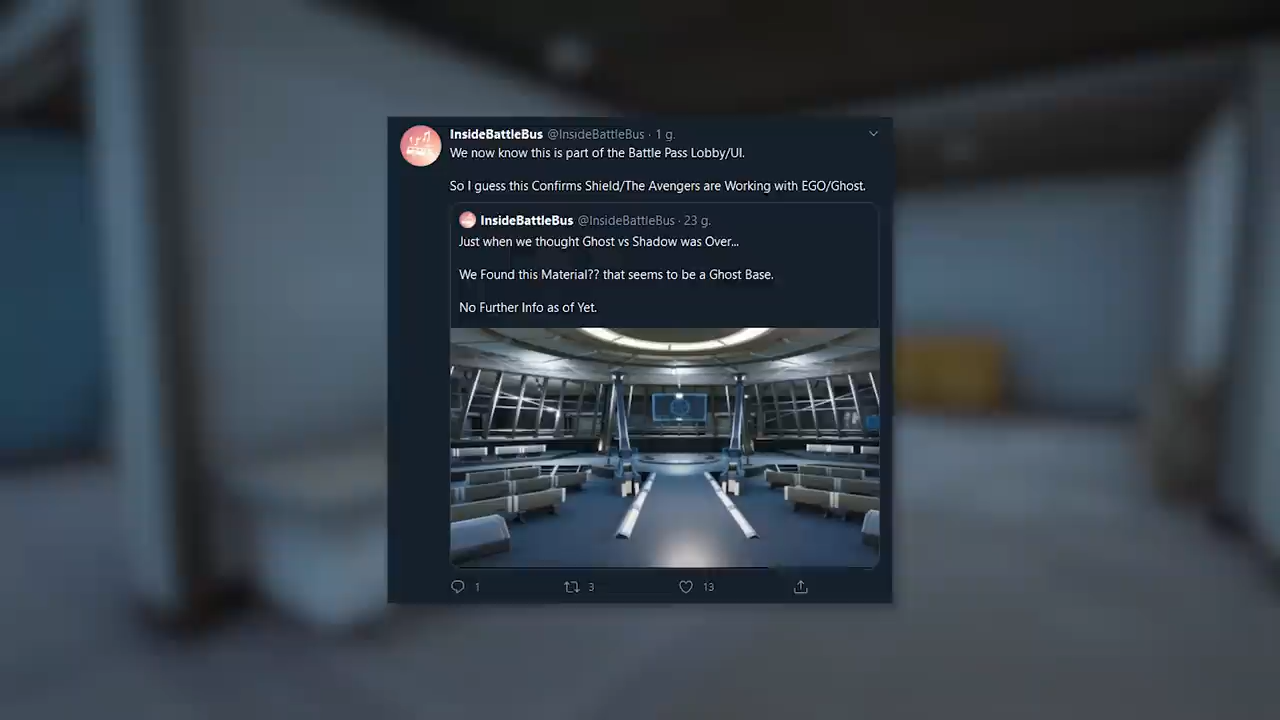 InsideBattleBus @InsideBattleBus · 1 g.
We now know this is part of the Battle Pass Lobby/UI.
So I guess this Confirms Shield/The Avengers are Working with EGO/Ghost.
InsideBattleBus @InsideBattleBus · 23 g.
Just when we thought Ghost vs Shadow was Over...
We Found this Material?? that seems to be a Ghost Base.
No Further Info as of Yet.
1 3 13